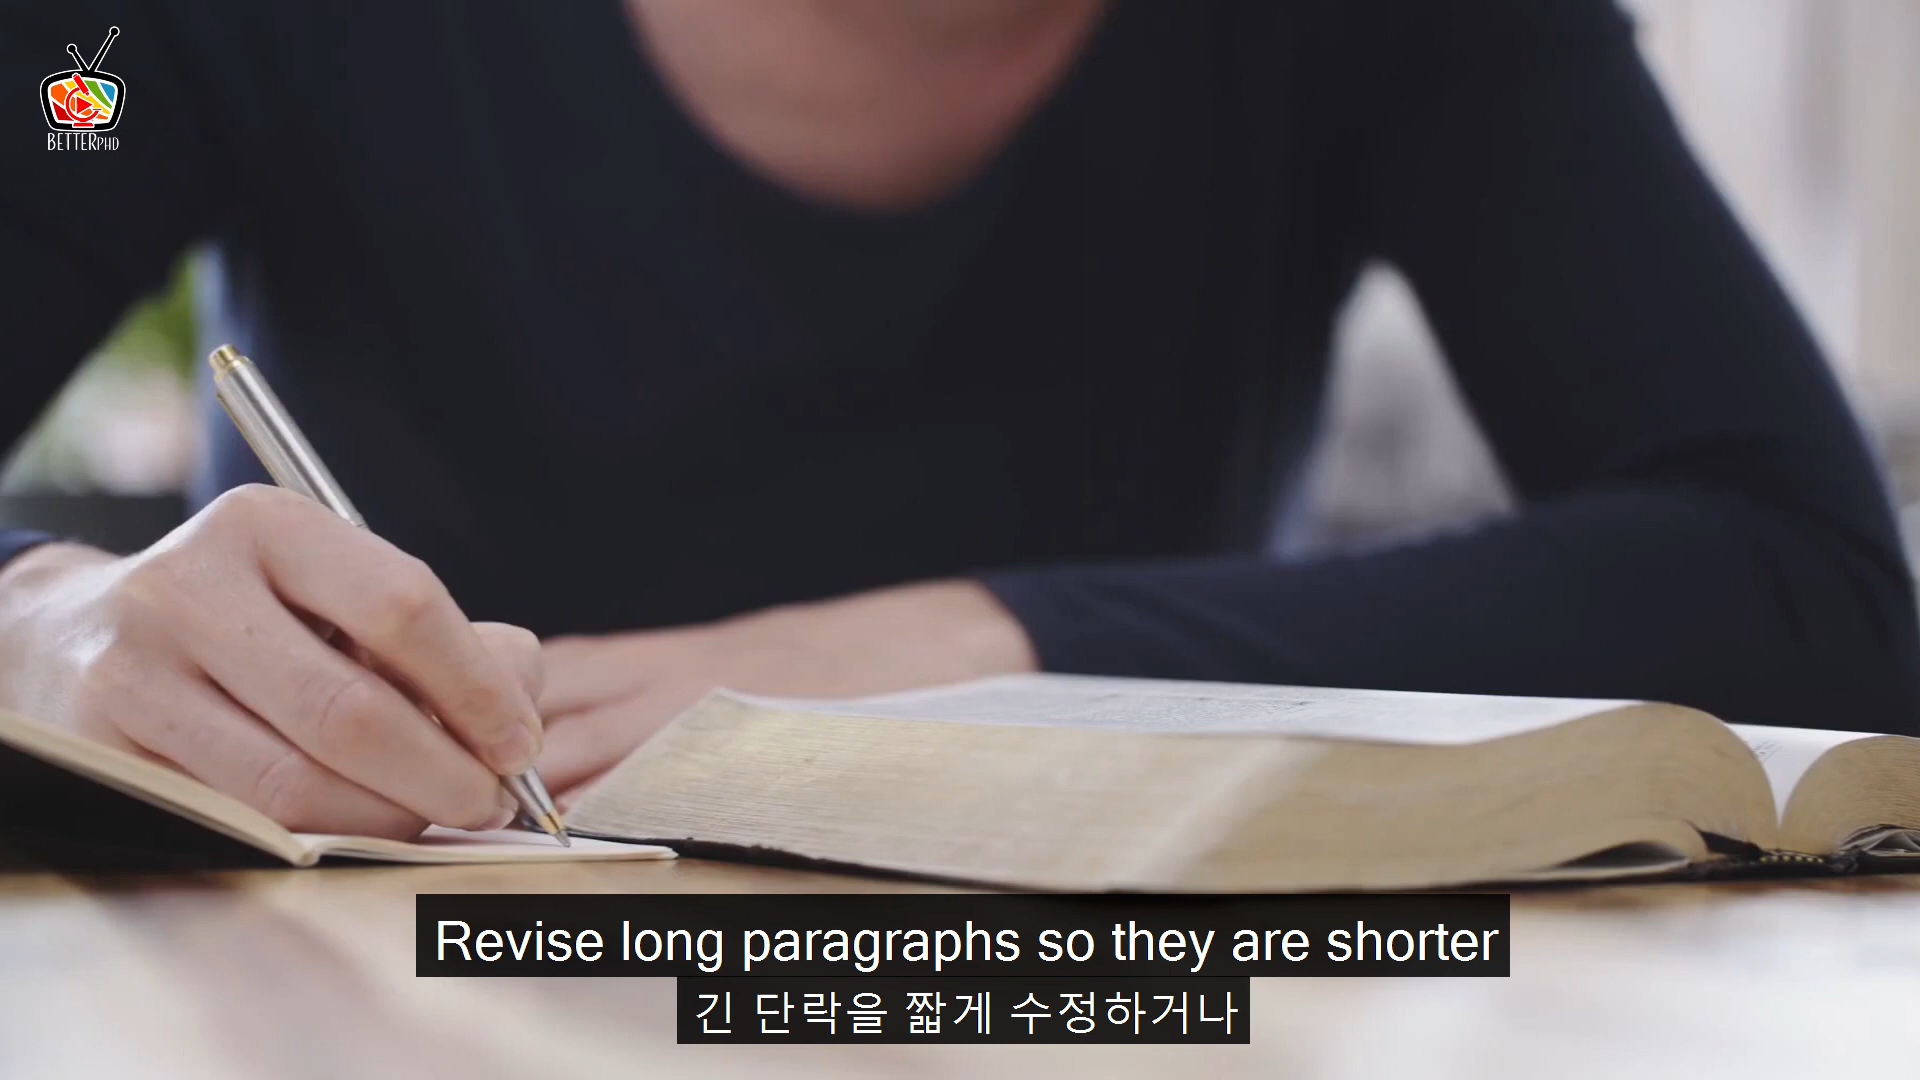 BETTERPHD
Revise long paragraphs so they are shorter
긴 단락을 짧게 수정하거나